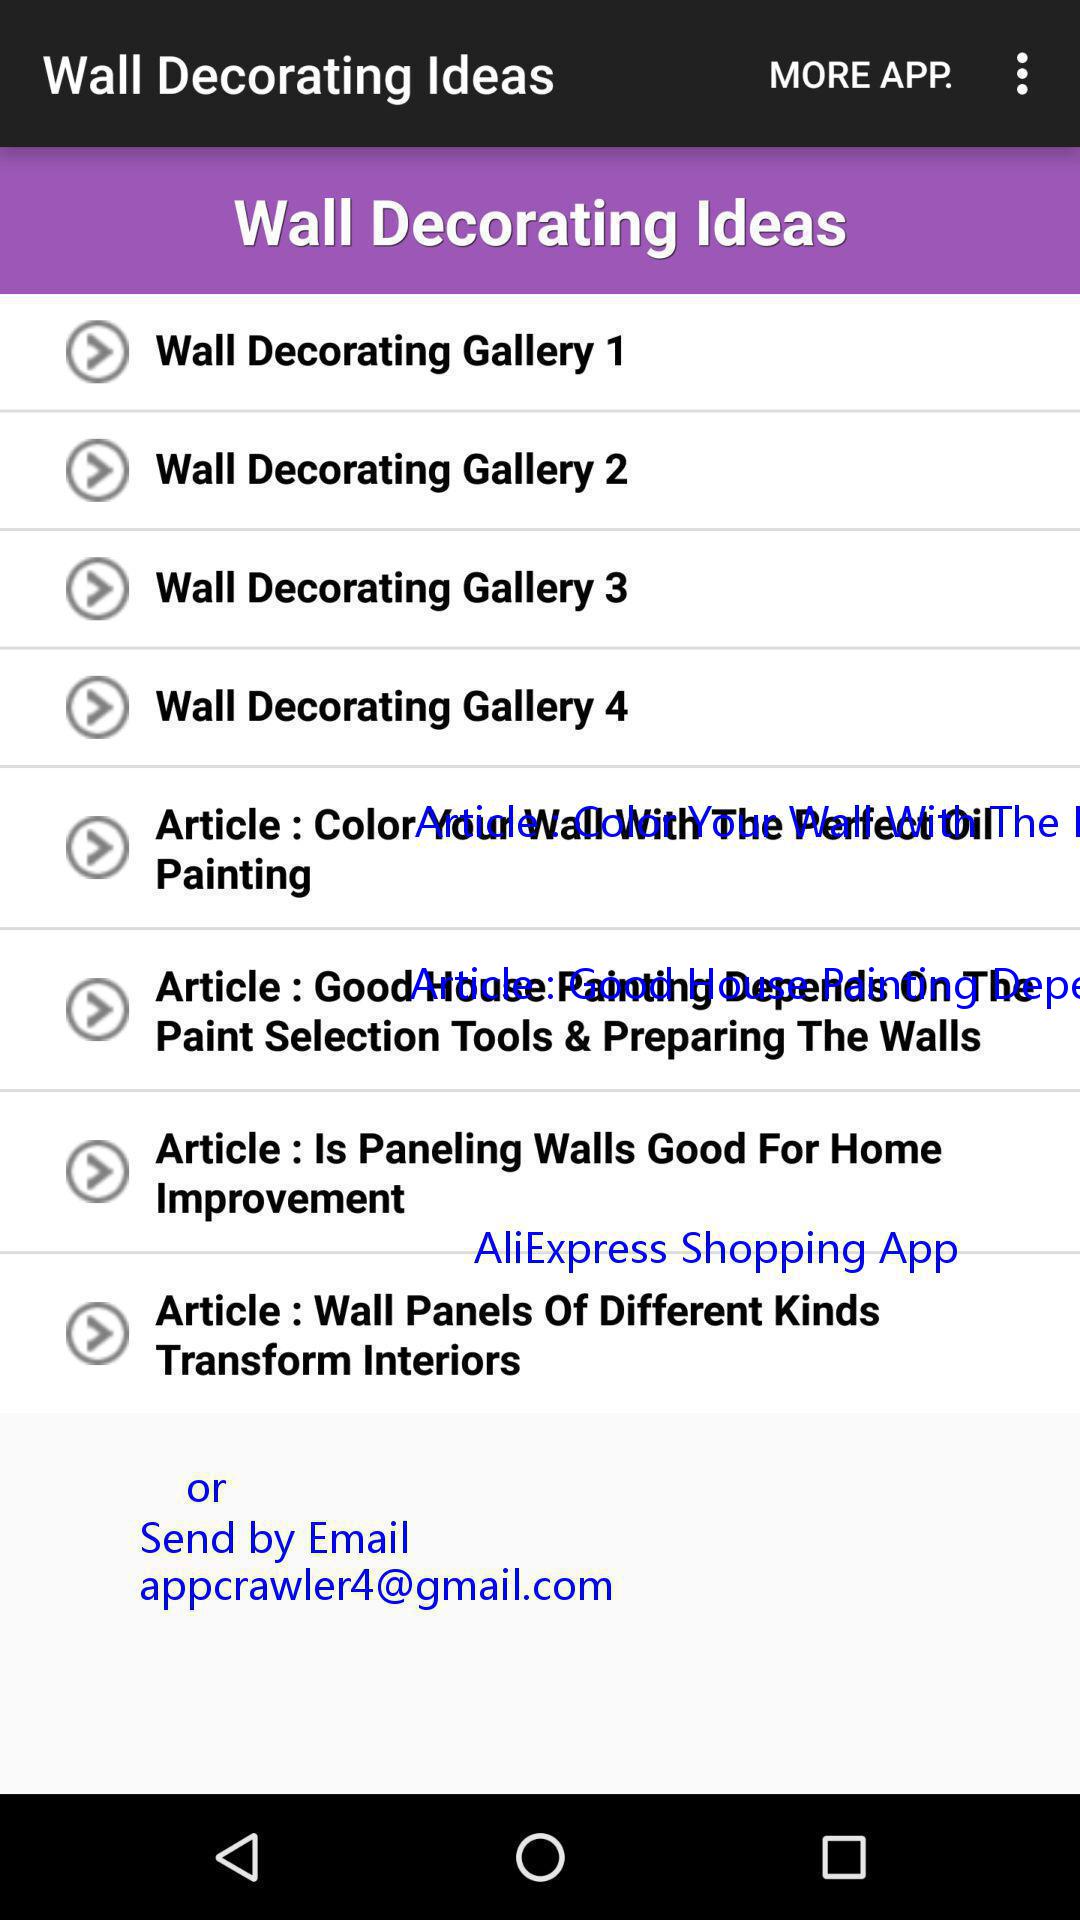 Wall Decorating Ideas
MORE APP.
Wall Decorating Ideas
Wall Decorating Gallery 1
Wall Decorating Gallery 2
Wall Decorating Gallery 3
Wall Decorating Gallery 4
Article : Color Your Wall With The Perfect Oil
Painting
Article : Color Your Wall With The
Article : Good House Painting Depends On The
Paint Selection Tools & Preparing The Walls
Article : Good House Painting Depe
Article : Is Paneling Walls Good For Home
Improvement
AliExpress Shopping App
Article : Wall Panels Of Different Kinds
Transform Interiors
or
Send by Email
appcrawler4@gmail.com